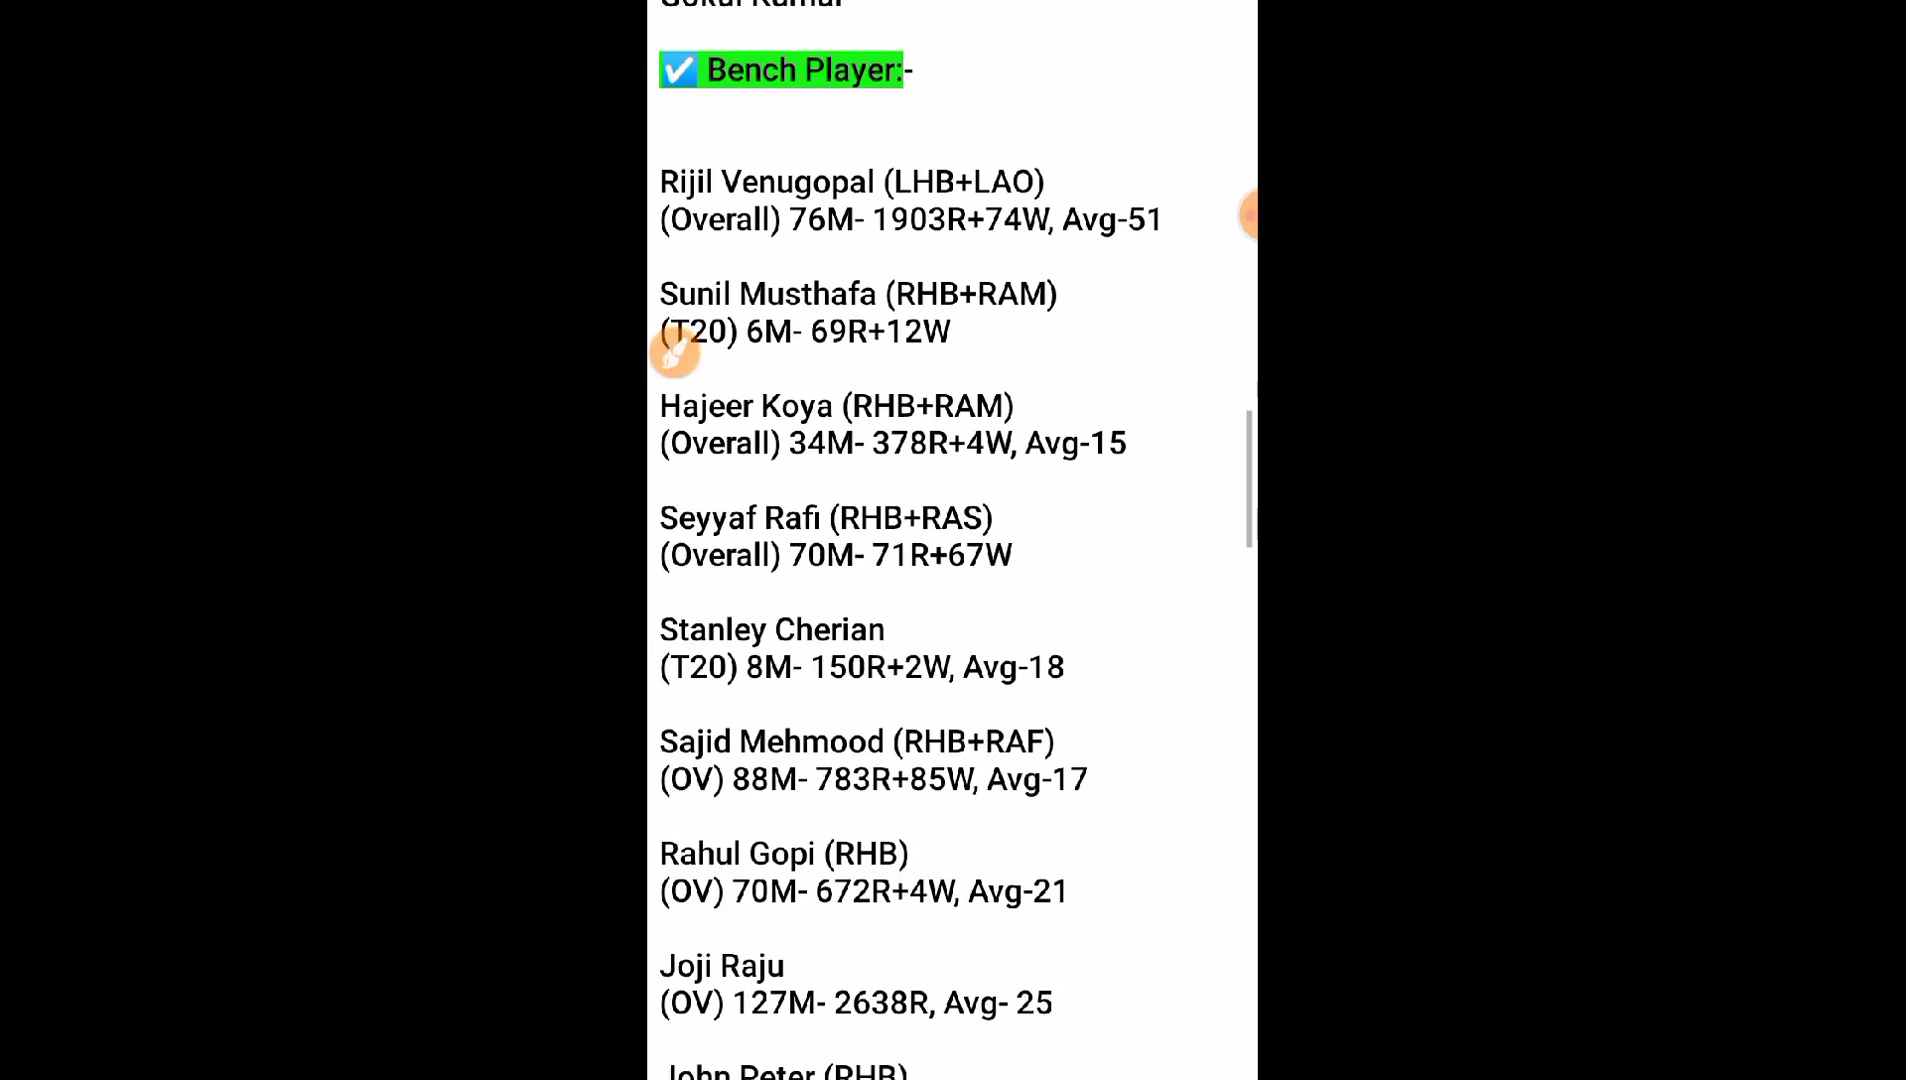 Gokul Kumar
✅ Bench Player:-
Rijil Venugopal (LHB+LAO)
(Overall) 76M- 1903R+74W, Avg-51
Sunil Musthafa (RHB+RAM)
(T20) 6M- 69R+12W
Hajeer Koya (RHB+RAM)
(Overall) 34M- 378R+4W, Avg-15
Seyyaf Rafi (RHB+RAS)
(Overall) 70M- 71R+67W
Stanley Cherian
(T20) 8M- 150R+2W, Avg-18
Sajid Mehmood (RHB+RAF)
(OV) 88M- 783R+85W, Avg-17
Rahul Gopi (RHB)
(OV) 70M- 672R+4W, Avg-21
Joji Raju
(OV) 127M- 2638R, Avg- 25
John Peter (RHB)